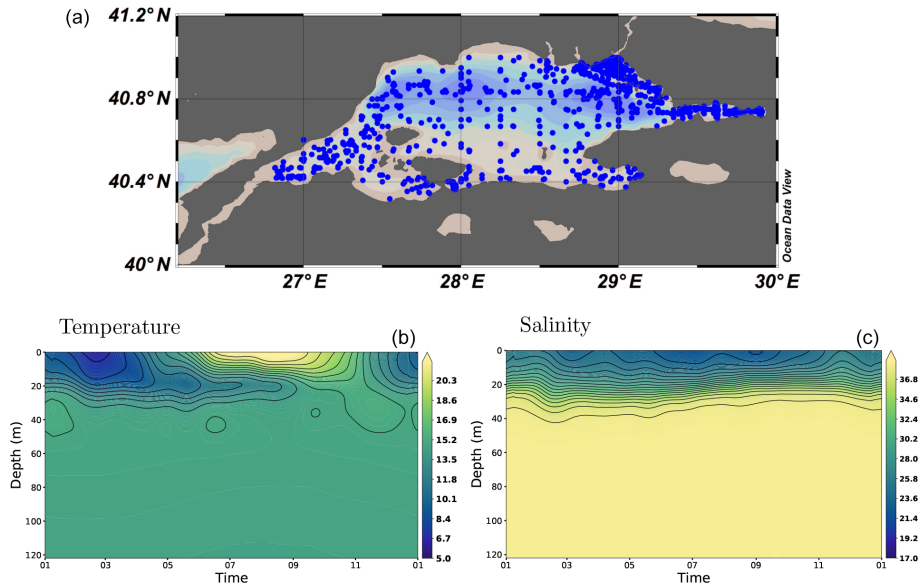 (a)
41.2° N
40.8° N
40.4° N
40° N
27° E 28° E 29° E 30° E
Ocean Data View
Temperature
(b)
0
20
40
60
80
100
120
Depth (m)
01 03 05 07 09 11 01
Time
20.3
18.6
16.9
15.2
13.5
11.8
10.1
8.4
6.7
5.0
Salinity
(c)
0
20
40
60
80
100
120
Depth (m)
01 03 05 07 09 11 01
Time
36.8
34.6
32.4
30.2
28.0
25.8
23.6
21.4
19.2
17.0